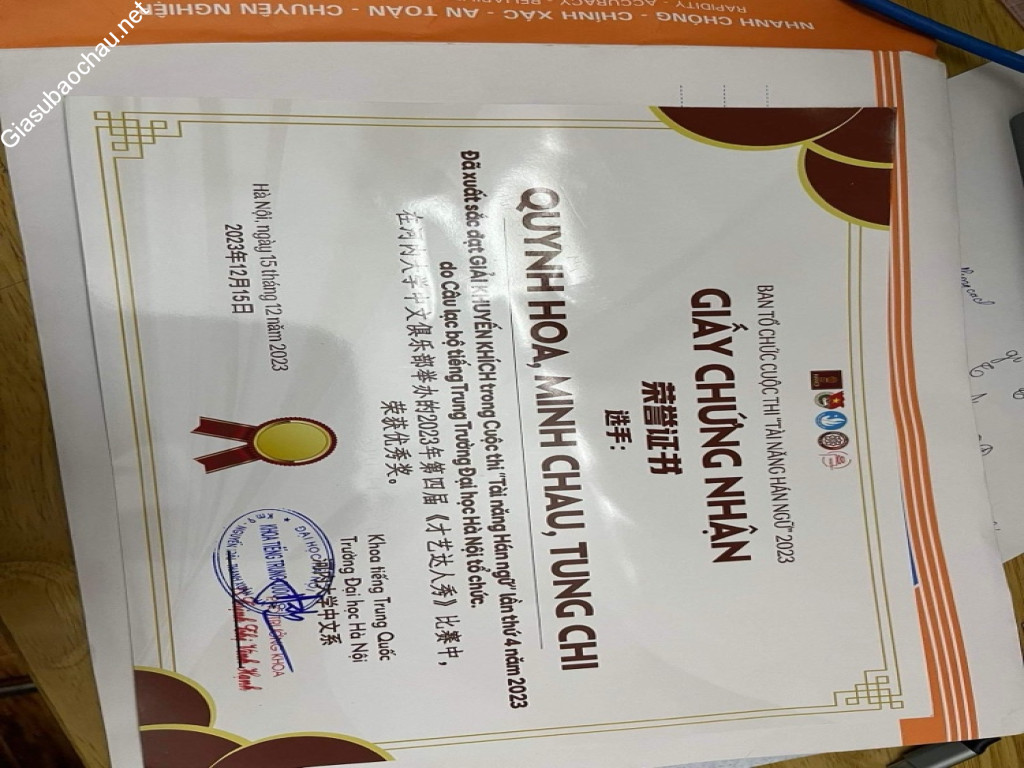 Giasubaochau.net
NHANH CHÓNG - CHÍNH XÁC - AN TOÀN - CHUYÊN NGHIỆP
BAN TỔ CHỨC CUỘC THI "TÀI NĂNG HÁN NGỮ" 2023
GIẤY CHỨNG NHẬN
荣誉证书
选手：
QUYNH HOA, MINH CHAU, TUNG CHI
Đã xuất sắc đạt GIẢI KHUYẾN KHÍCH trong Cuộc thi "Tài năng Hán ngữ" lần thứ 4 năm 2023
do Câu lạc bộ tiếng Trung Trường Đại học Hà Nội tổ chức.
在河内大学中文俱乐部举办的2023年第四届《才艺达人秀》比赛中，
荣获优秀奖。
Hà Nội, ngày 15 tháng 12 năm 2023
2023年12月15日
Khoa tiếng Trung Quốc
Trường Đại học Hà Nội
河内大学中文系
TRƯỞNG KHOA